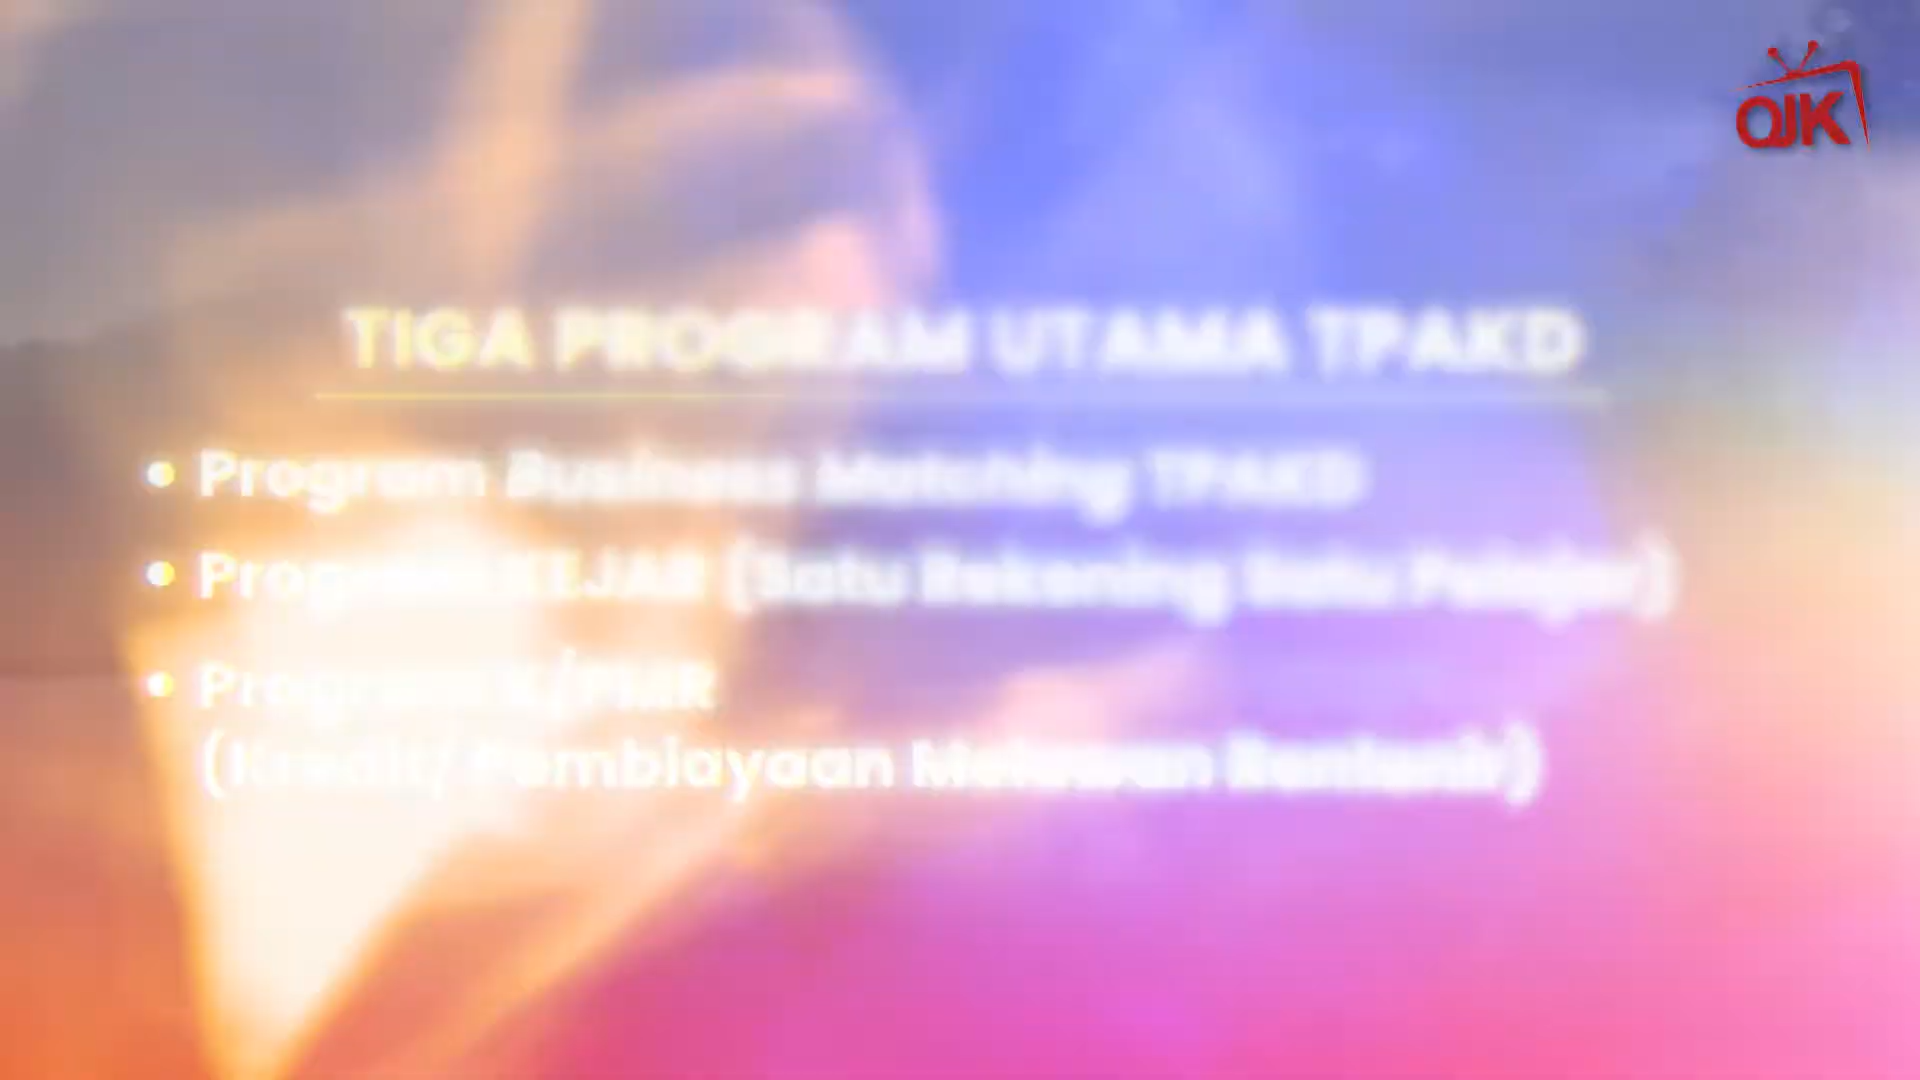 OJK
TIGA PROGRAM UTAMA TPAKD
• Program Business Matching TPAKD
• Program KEJAR (Satu Rekening Satu Pelajar)
• Program K/PMR
(Kredit/ Pembiayaan Melawan Rentenir)